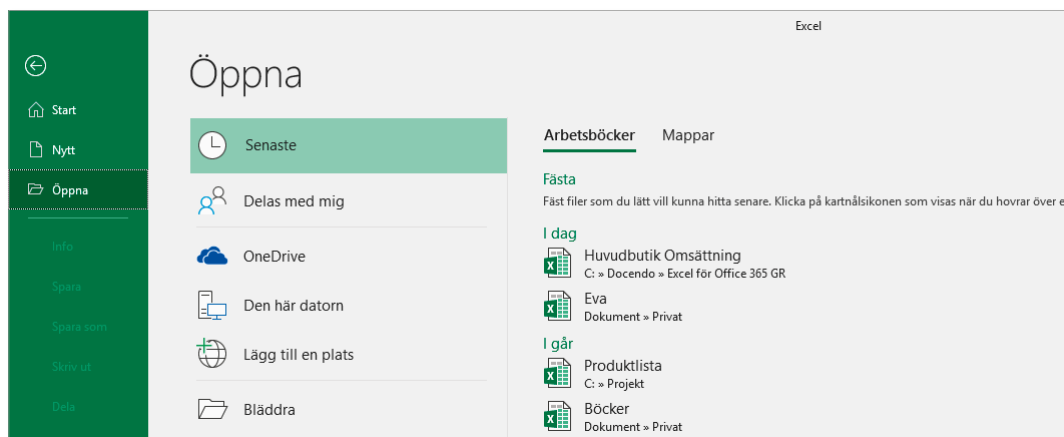 Excel
Öppna
Start
Nytt
Öppna
Info
Spara
Spara som
Skriv ut
Dela
Senaste
Delas med mig
OneDrive
Den här datorn
Lägg till en plats
Bläddra
Arbetsböcker Mappar
Fästa
Fäst filer som du lätt vill kunna hitta senare. Klicka på kartnålsikonen som visas när du hovrar över
I dag
Huvudbutik Omsättning
C: » Docendo » Excel för Office 365 GR
Eva
Dokument » Privat
I går
Produktlista
C: » Projekt
Böcker
Dokument » Privat